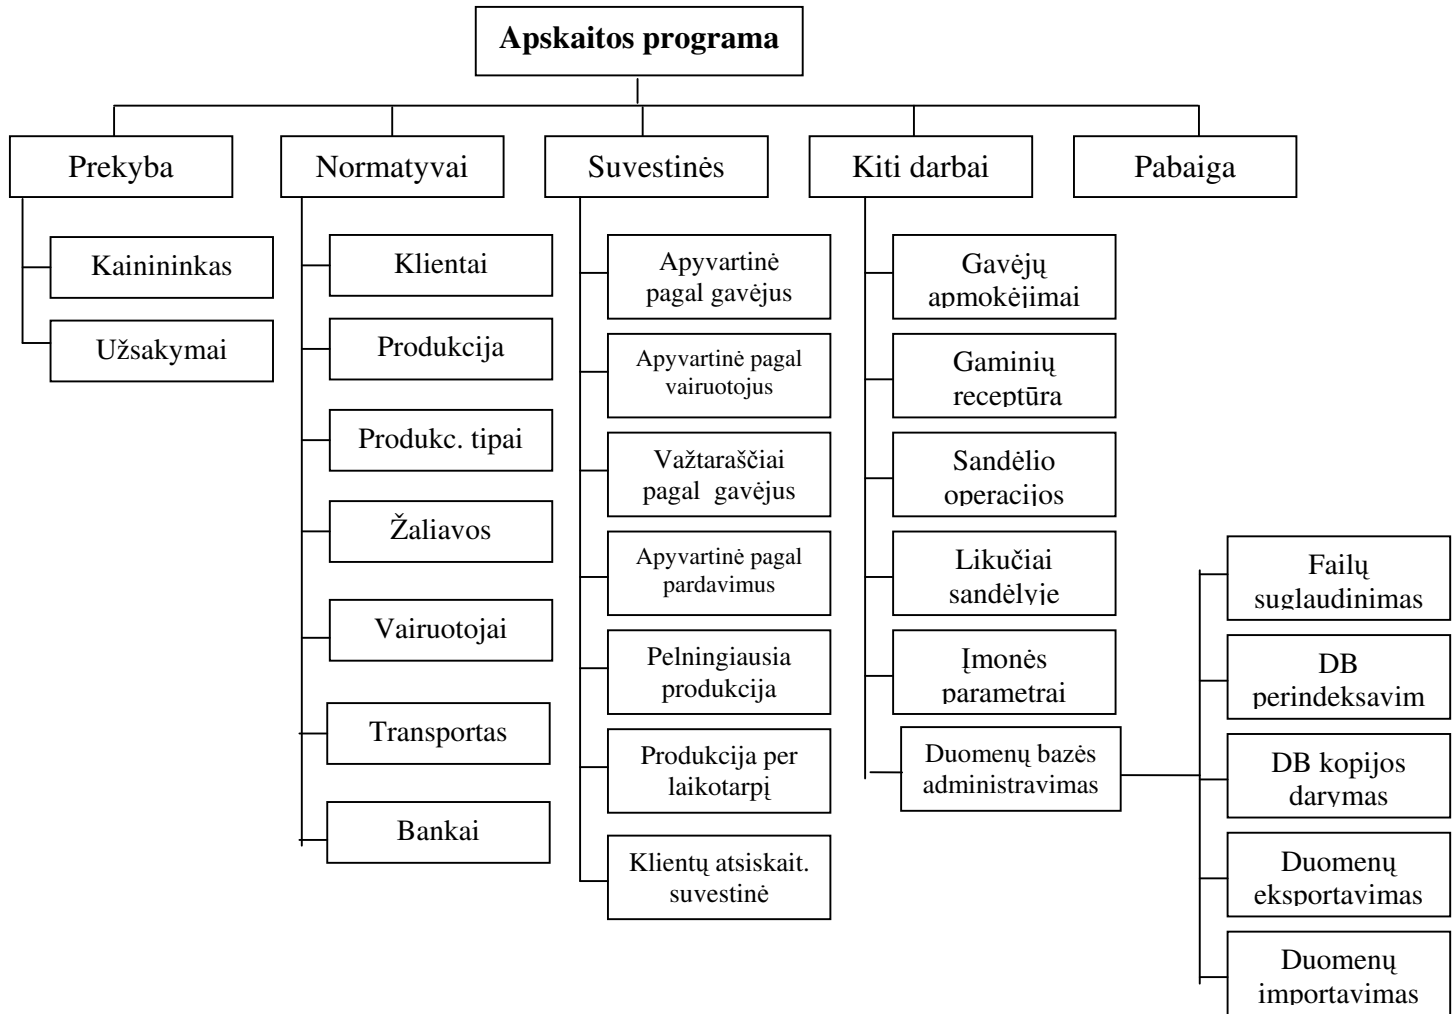 Apskaitos programa
Prekyba
Normatyvai
Suvestinės
Kiti darbai
Pabaiga
Kainininkas
Užsakymai
Klientai
Produkcija
Produkc. tipai
Žaliavos
Vairuotojai
Transportas
Bankai
Apyvartinė
pagal gavėjus
Apyvartinė pagal
vairuotojus
Važtaraščiai
pagal gavėjus
Apyvartinė pagal
pardavimus
Pelningiausia
produkcija
Produkcija per
laikotarpį
Klientų atsiskait.
suvestinė
Gavėjų
apmokėjimai
Gaminių
receptūra
Sandėlio
operacijos
Likučiai
sandėlyje
Įmonės
parametrai
Duomenų bazės
administravimas
Failų
suglaudinimas
DB
perindeksavim
DB kopijos
darymas
Duomenų
eksportavimas
Duomenų
importavimas